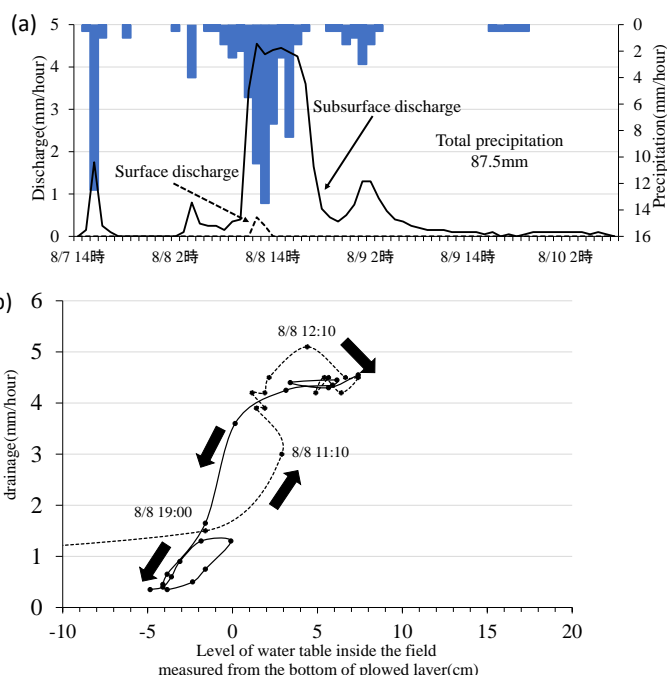 (a)
5
4
3
2
1
0
Discharge(mm/hour)
0
2
4
6
8
10
12
14
16
Precipitation(mm/hour)
Subsurface discharge
Surface discharge
Total precipitation
87.5mm
8/7 14時
8/8 2時
8/8 14時
8/9 2時
8/9 14時
8/10 2時
b)
6
5
4
3
2
1
0
drainage(mm/hour)
8/8 12:10
8/8 11:10
8/8 19:00
-10
-5
0
5
10
15
20
Level of water table inside the field
measured from the bottom of plowed layer(cm)